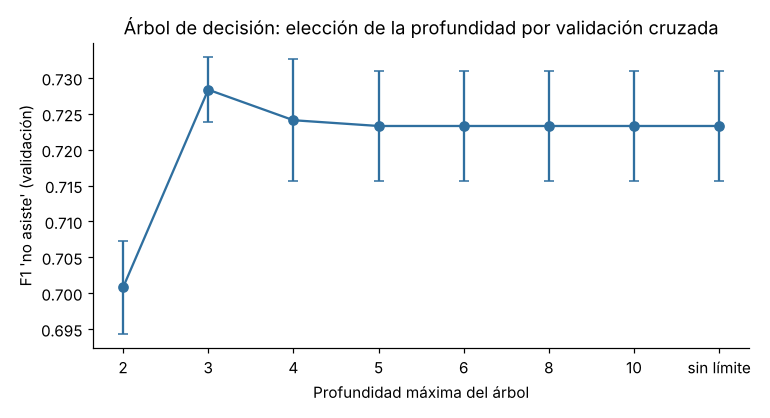 Árbol de decisión: elección de la profundidad por validación cruzada
F1 'no asiste' (validación)
0.730
0.725
0.720
0.715
0.710
0.705
0.700
0.695
2 3 4 5 6 8 10 sin límite
Profundidad máxima del árbol